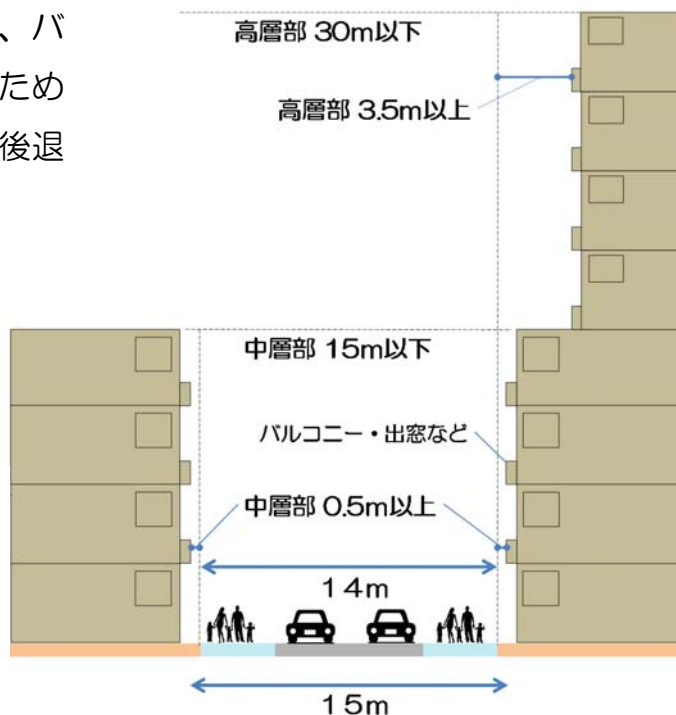 、バ
ため
後退
高層部 30m以下
高層部 3.5m以上
中層部 15m以下
バルコニー・出窓など
中層部 0.5m以上
14m
15m